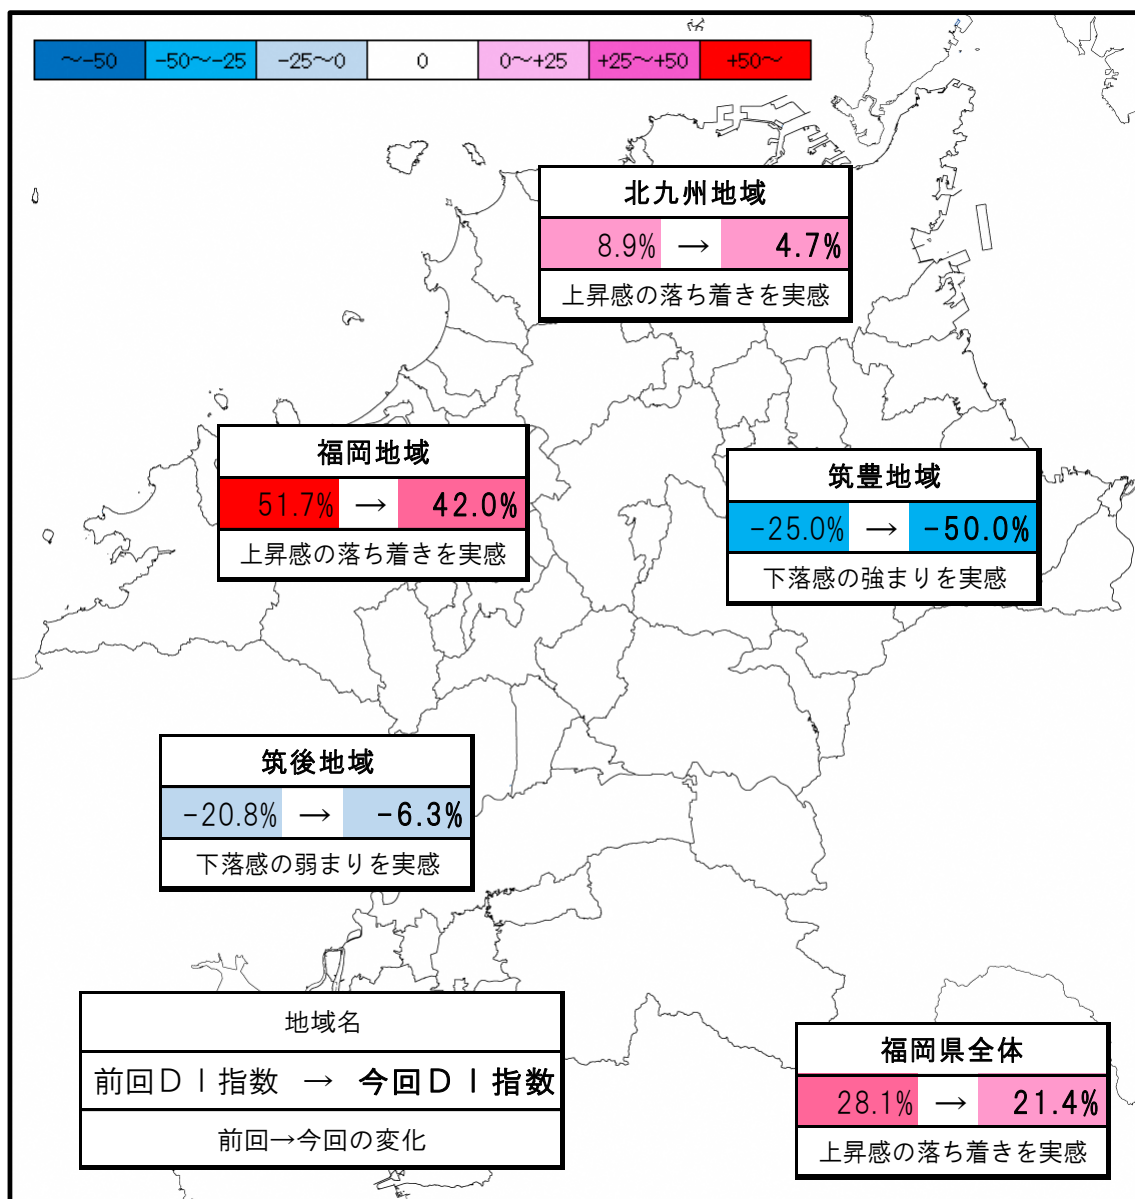 ～-50 -50～-25 -25～0 0 0～+25 +25～+50 +50～
北九州地域
8.9% → 4.7%
上昇感の落ち着きを実感
福岡地域
51.7% → 42.0%
上昇感の落ち着きを実感
筑豊地域
-25.0% → -50.0%
下落感の強まりを実感
筑後地域
-20.8% → -6.3%
下落感の弱まりを実感
地域名
前回ＤＩ指数 → 今回ＤＩ指数
前回→今回の変化
福岡県全体
28.1% → 21.4%
上昇感の落ち着きを実感